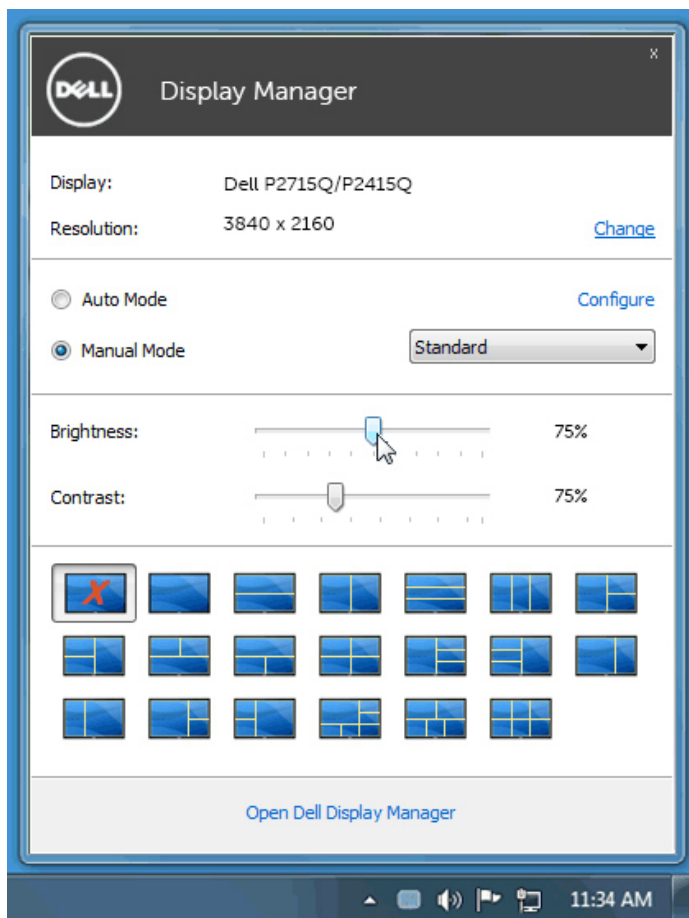 x
DELL Display Manager
Display: Dell P2715Q/P2415Q
Resolution: 3840 x 2160 Change
Auto Mode Configure
Manual Mode Standard
Brightness: 75%
Contrast: 75%
Open Dell Display Manager
11:34 AM